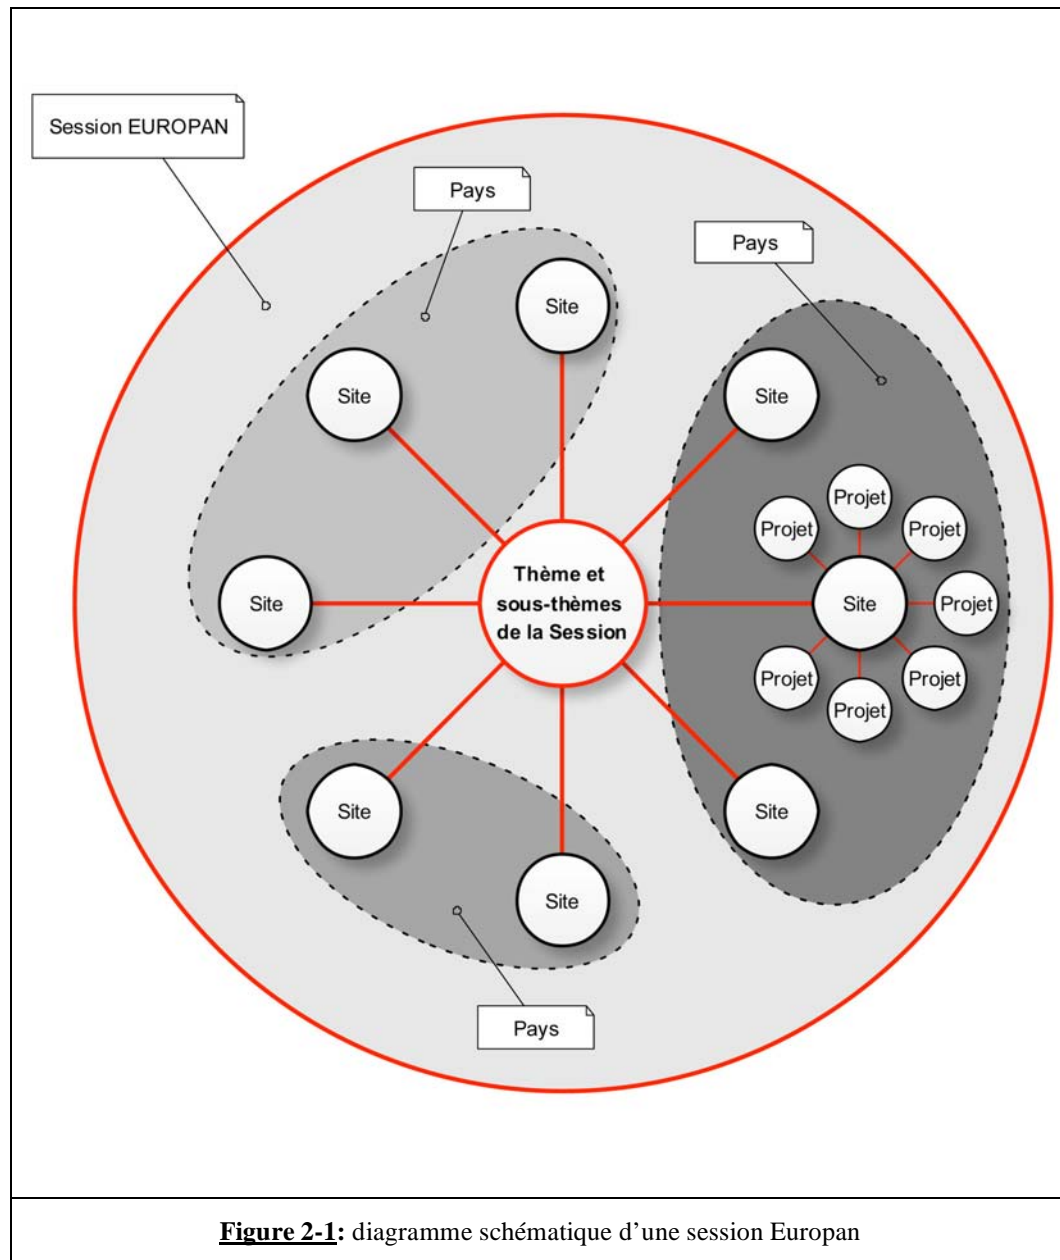 Session EUROPAN
Pays
Pays
Site
Site
Site
Projet
Projet
Projet
Thème et
sous-thèmes
de la Session
Site
Site
Projet
Projet
Projet
Projet
Site
Site
Site
Pays
Figure 2-1: diagramme schématique d'une session Europan